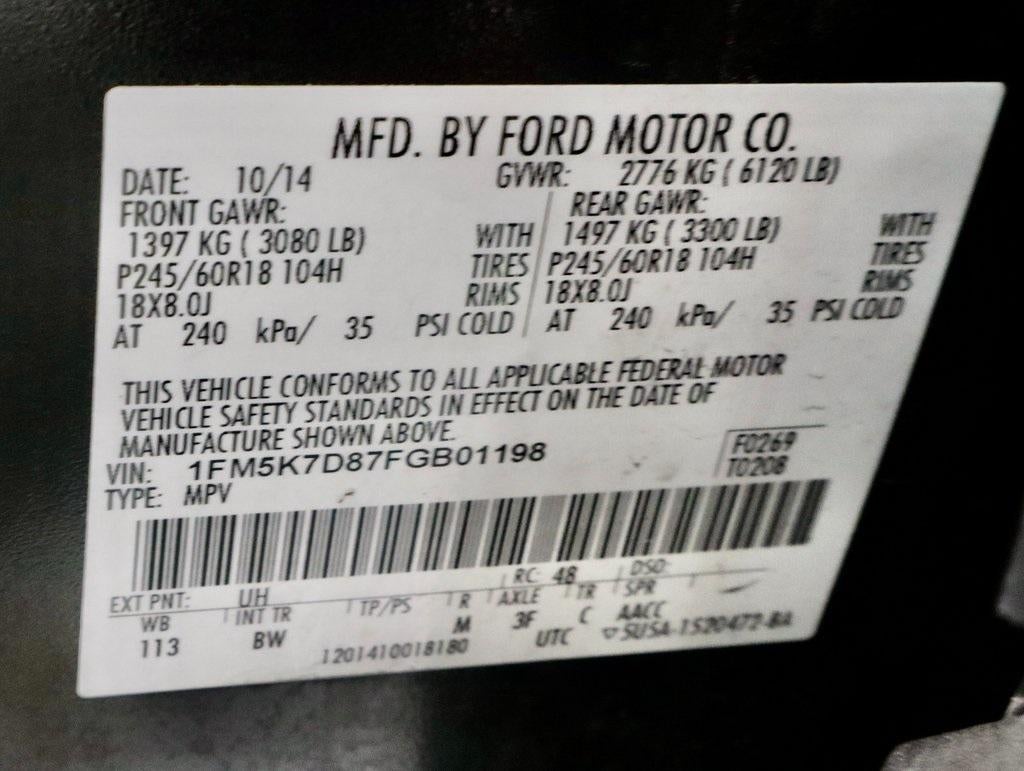 MFD. BY FORD MOTOR CO.
DATE: 10/14 GVWR: 2776 KG ( 6120 LB)
FRONT GAWR: REAR GAWR:
1397 KG ( 3080 LB) WITH 1497 KG ( 3300 LB) WITH
P245/60R18 104H TIRES P245/60R18 104H TIRES
18X8.0J RIMS 18X8.0J RIMS
AT 240 kPa/ 35 PSI COLD AT 240 kPa/ 35 PSI COLD
THIS VEHICLE CONFORMS TO ALL APPLICABLE FEDERAL MOTOR
VEHICLE SAFETY STANDARDS IN EFFECT ON THE DATE OF
MANUFACTURE SHOWN ABOVE.
VIN: 1FM5K7D87FGB01198 F0269
TYPE: MPV T0208
EXT PNT: UH RC: 48 DSO:
WB INT TR TP/PS R AXLE TR SPR
113 BW M 3F C AACC
1201410018180 UTC ▽SUSA-1520472-BA